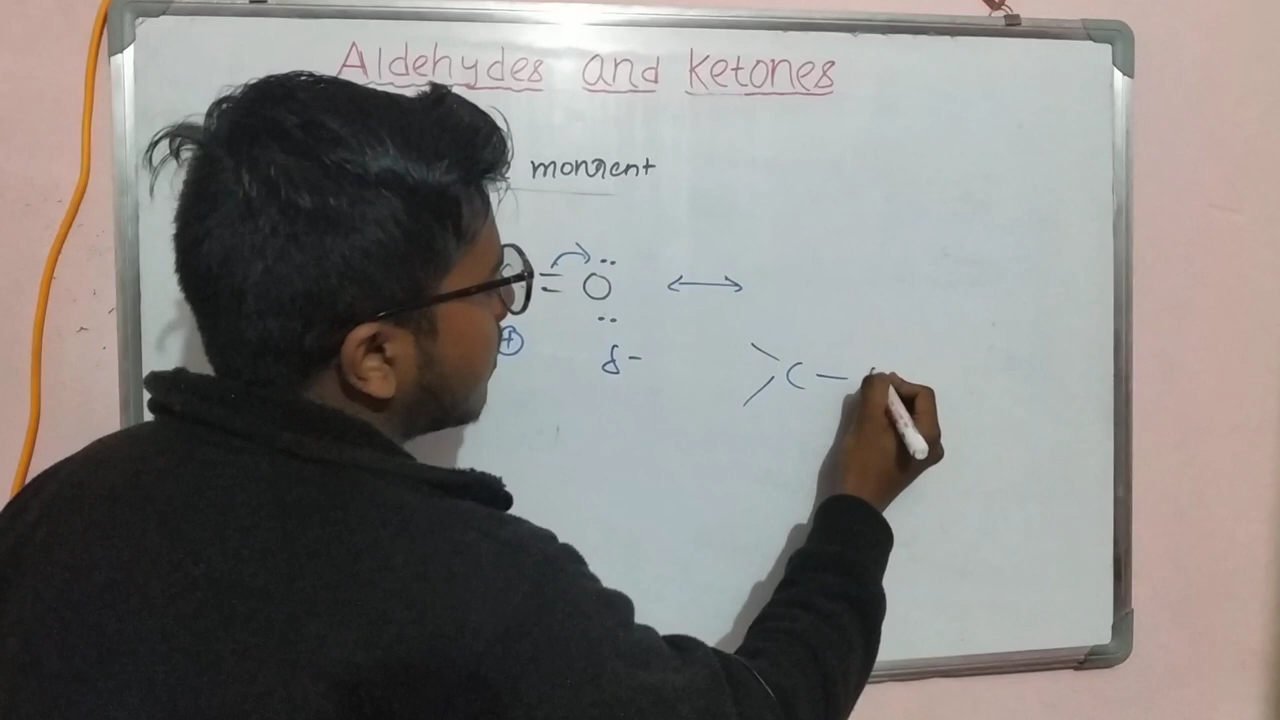 Aldehydes and Ketones
moment
= O ⟷
⊕ δ-
C —